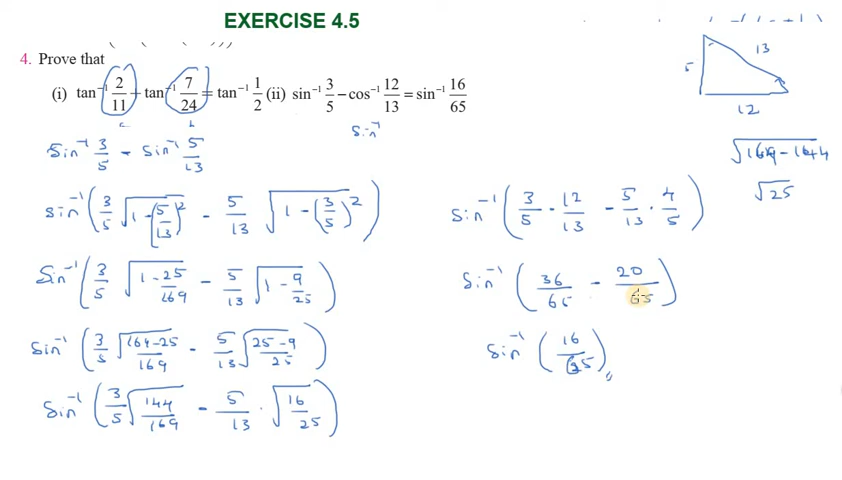 EXERCISE 4.5
4. Prove that
(i) tan⁻¹ 2/11 + tan⁻¹ 7/24 = tan⁻¹ 1/2 (ii) sin⁻¹ 3/5 − cos⁻¹ 12/13 = sin⁻¹ 16/65
sin⁻¹
Sin⁻¹ 3/5 − Sin⁻¹ 5/13
sin⁻¹ (3/5 √(1−(5/13)²) − 5/13 √(1−(3/5)²))
Sin⁻¹ (3/5 √(1−25/169) − 5/13 √(1−9/25))
Sin⁻¹ (3/5 √(164−25/169) − 5/13 √(25−9/25))
Sin⁻¹ (3/5 √(144/169) − 5/13 · √(16/25))
5
13
12
√25
Sin⁻¹ (3/5 · 12/13 − 5/13 · 4/5)
Sin⁻¹ (36/65 − 20/65)
Sin⁻¹ (16/65)